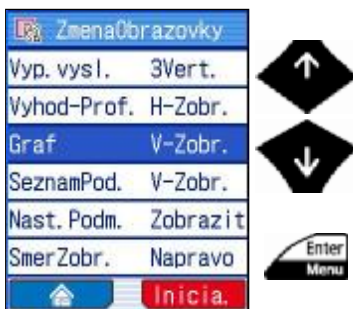 ZmenaObrazovky
Vyp. vysl. 3Vert.
Vyhod-Prof. H-Zobr.
Graf V-Zobr.
SeznamPod. V-Zobr.
Nast. Podm. Zobrazit
SmerZobr. Napravo
Inicia.
Enter
Menu